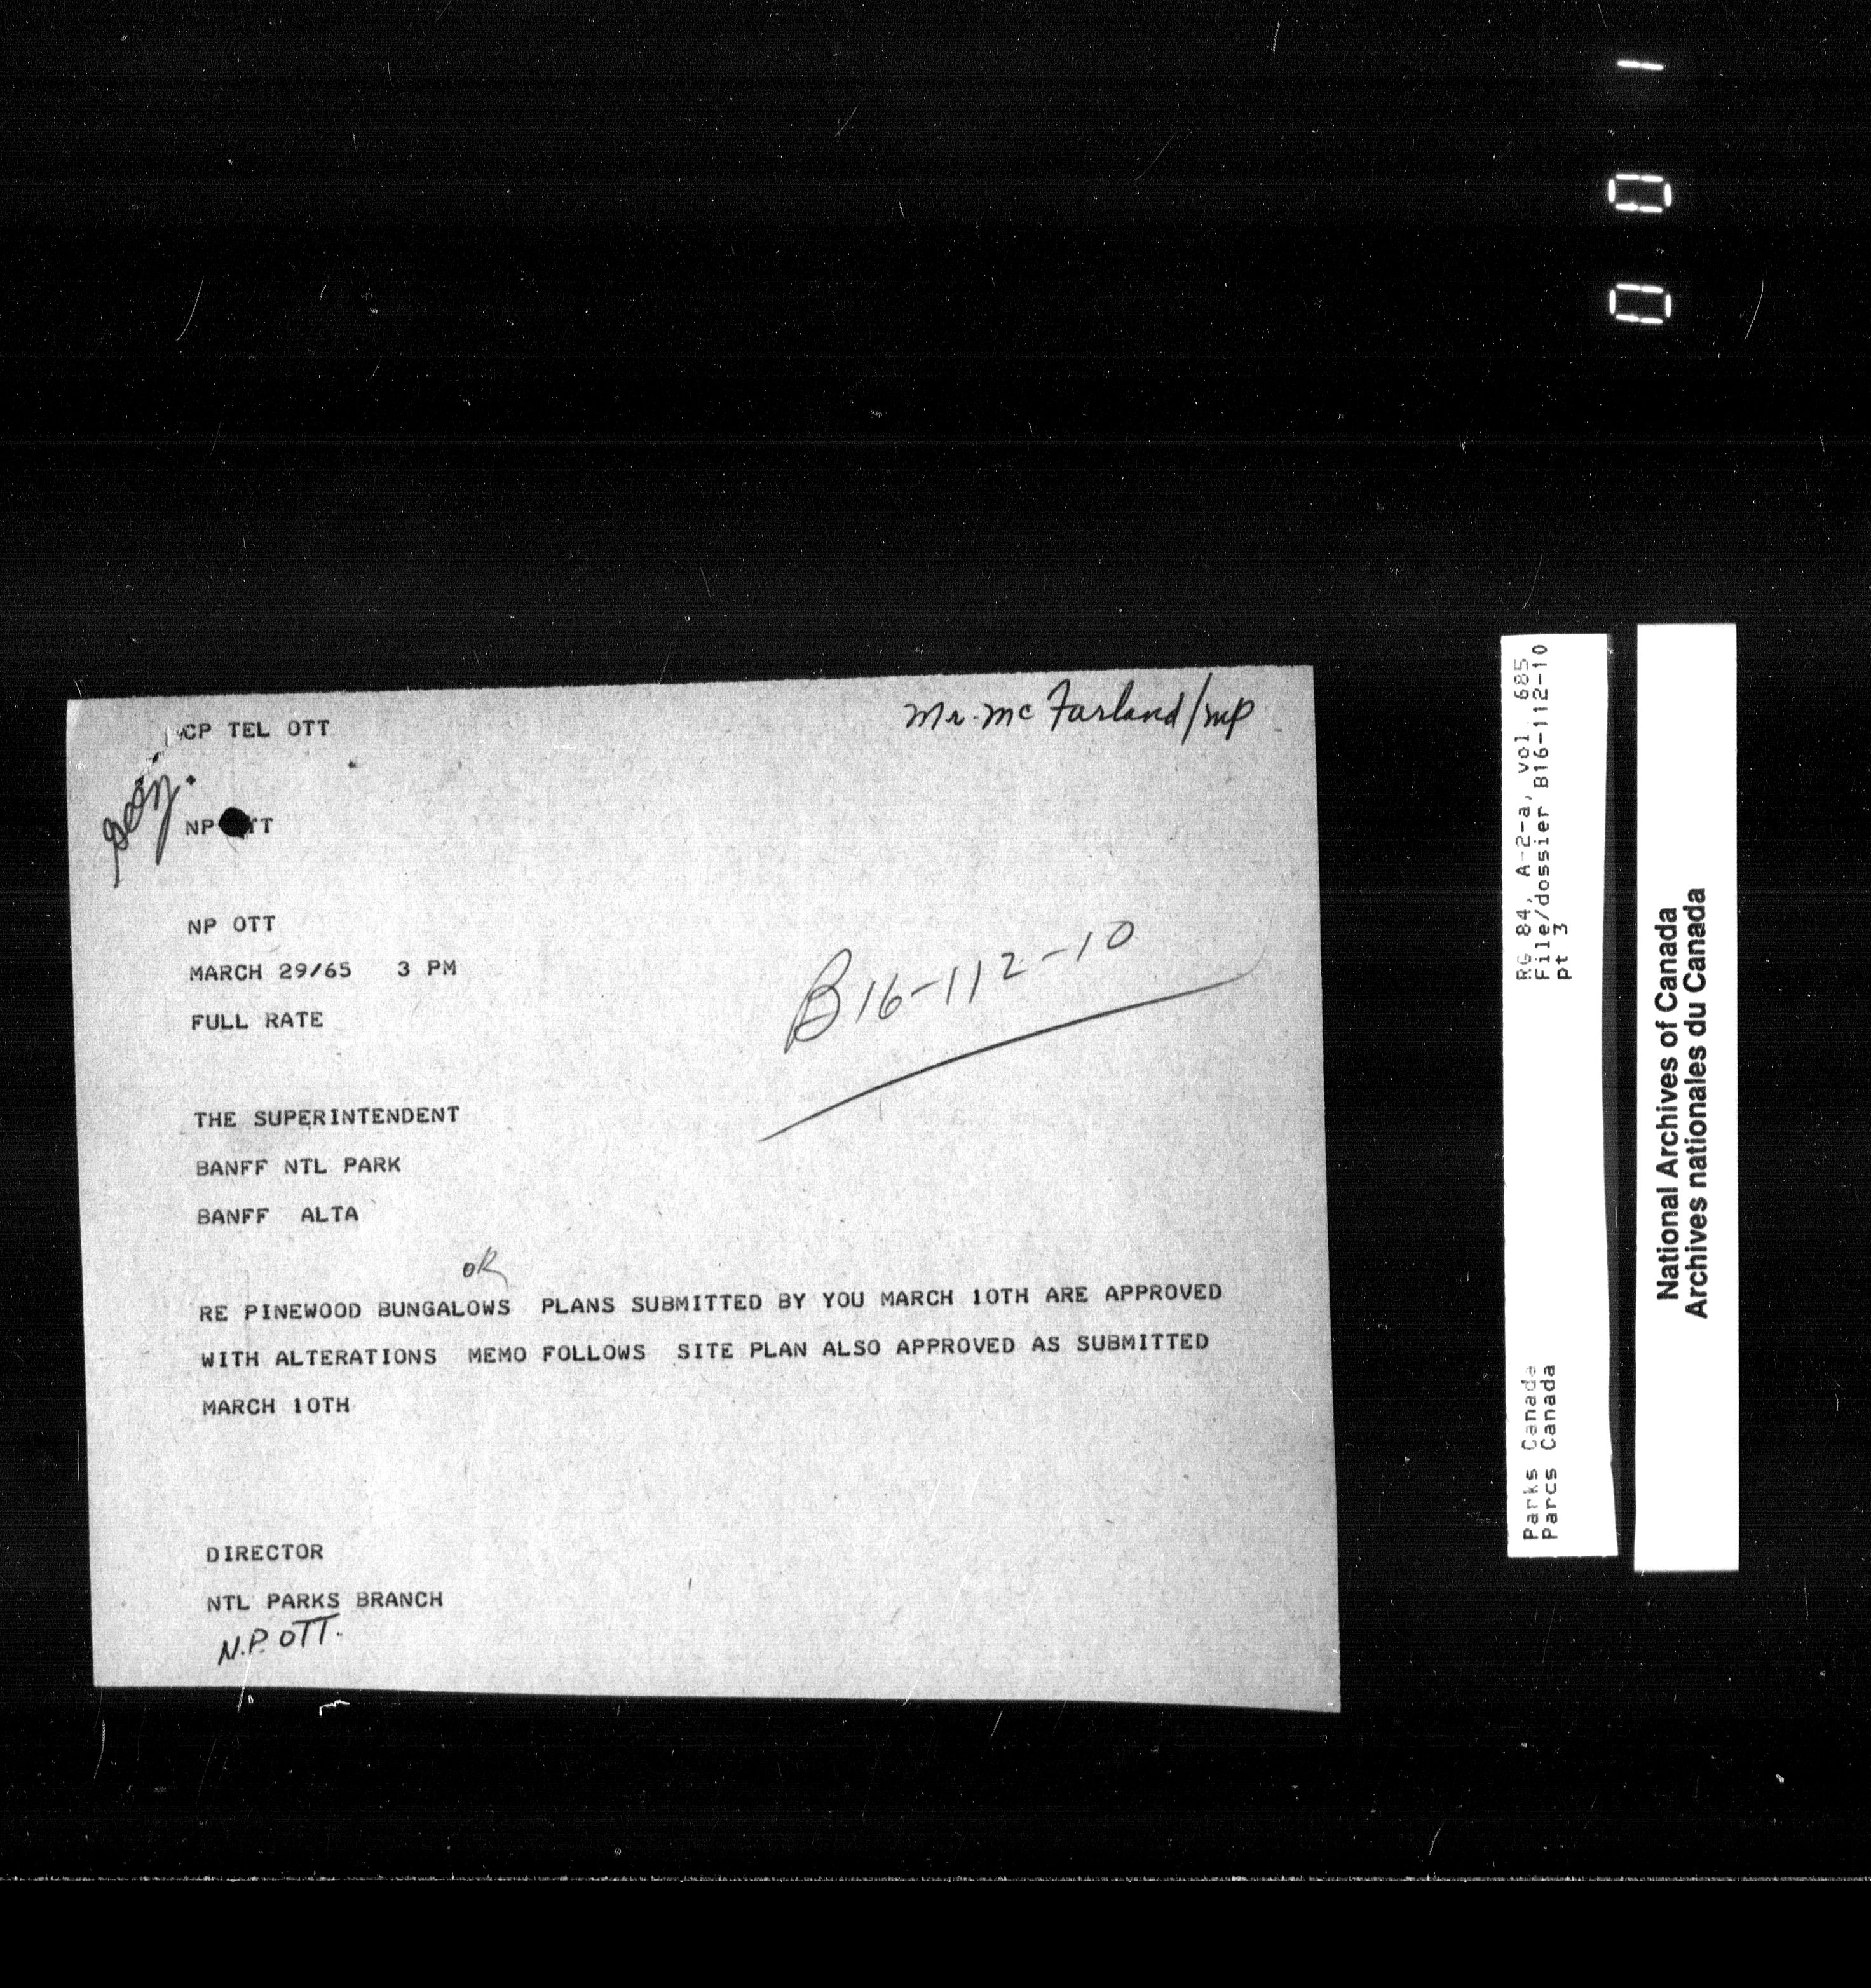 CP TEL OTT
Mr. McFarland/mp
NP OTT
NP OTT
MARCH 29/65 3 PM
FULL RATE
B16-112-10
THE SUPERINTENDENT
BANFF NTL PARK
BANFF ALTA
OK
RE PINEWOOD BUNGALOWS PLANS SUBMITTED BY YOU MARCH 10TH ARE APPROVED
WITH ALTERATIONS MEMO FOLLOWS SITE PLAN ALSO APPROVED AS SUBMITTED
MARCH 10TH
DIRECTOR
NTL PARKS BRANCH
N.P. OTT.
RG 84, A-2-a, vol. 685,
File/dossier B16-112-10
pt 3
Parks Canada
Parcs Canada
National Archives of Canada
Archives nationales du Canada
001